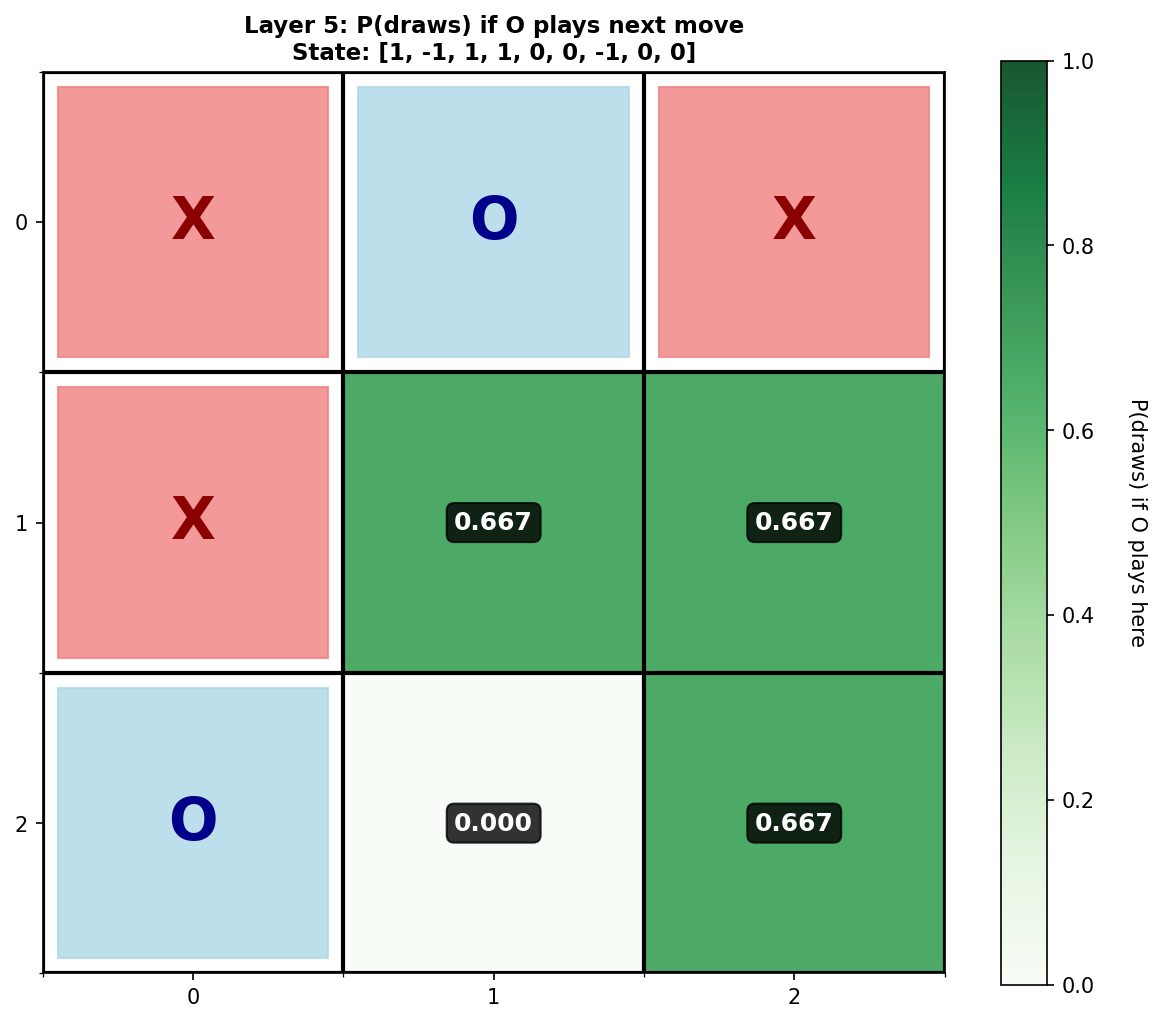 Layer 5: P(draws) if O plays next move
State: [1, -1, 1, 1, 0, 0, -1, 0, 0]
X
O
X
X
0.667
0.667
O
0.000
0.667
0
1
2
0
1
2
1.0
0.8
0.6
0.4
0.2
0.0
P(draws) if O plays here